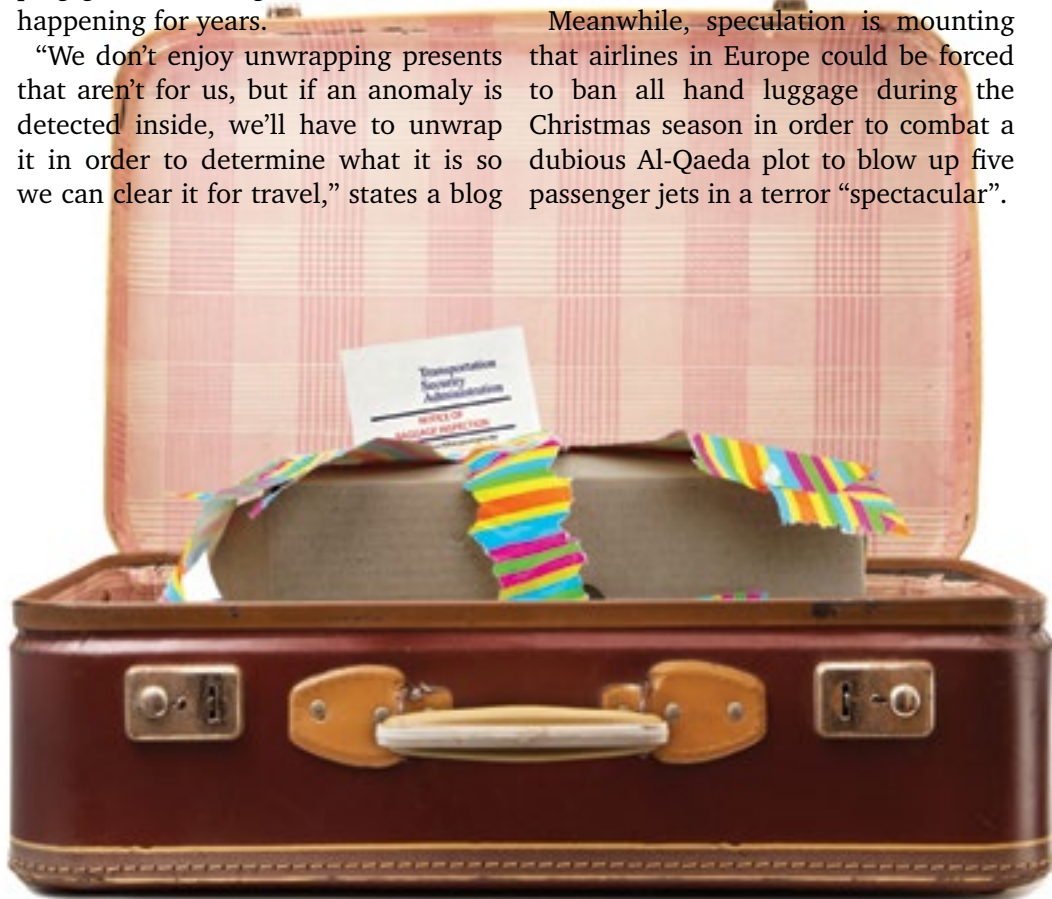 happening for years.
“We don’t enjoy unwrapping presents
that aren’t for us, but if an anomaly is
detected inside, we’ll have to unwrap
it in order to determine what it is so
we can clear it for travel,” states a blog
Meanwhile, speculation is mounting
that airlines in Europe could be forced
to ban all hand luggage during the
Christmas season in order to combat a
dubious Al-Qaeda plot to blow up five
passenger jets in a terror “spectacular”.
Transportation
Security
Administration
NOTICE OF
BAGGAGE INSPECTION